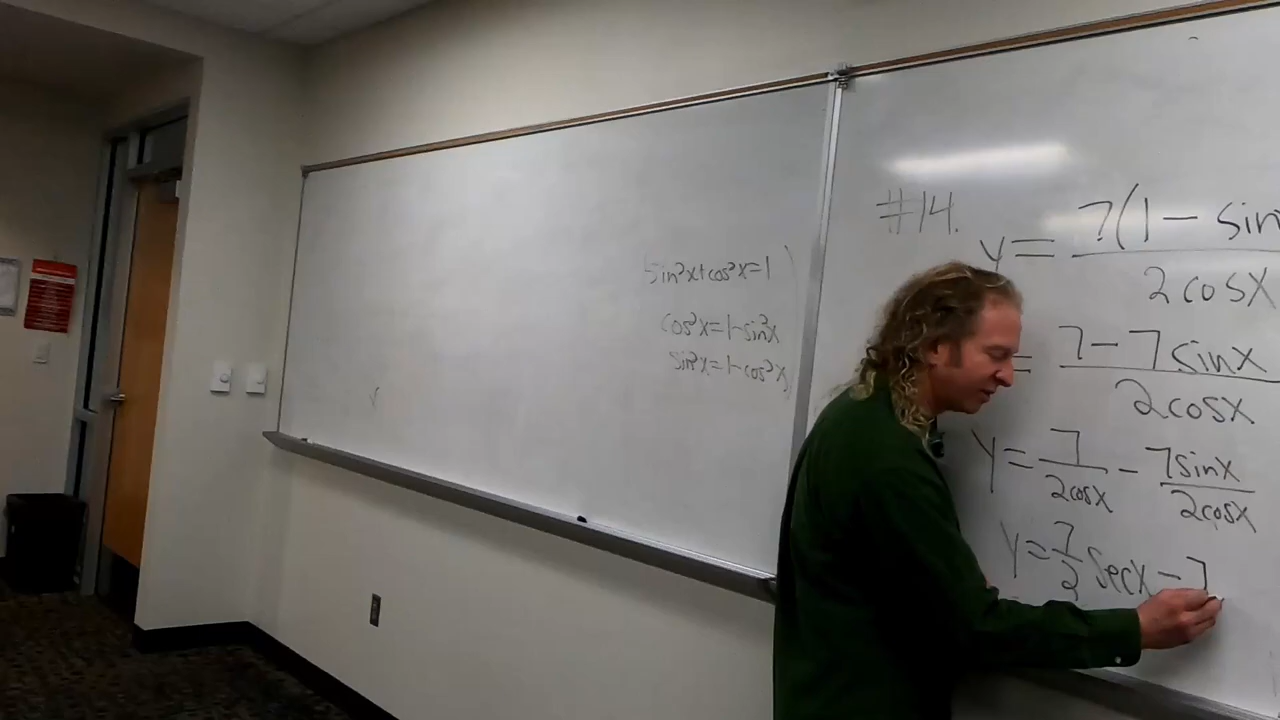 sin²x+cos²x=1
cos²x=1-sin²x
sin²x=1-cos²x
#14.
y = 7(1 - sin
2cosx
= 7-7sinx
2cosx
y = 7/2cosx - 7sinx/2cosx
y = 7/2 secx - 7